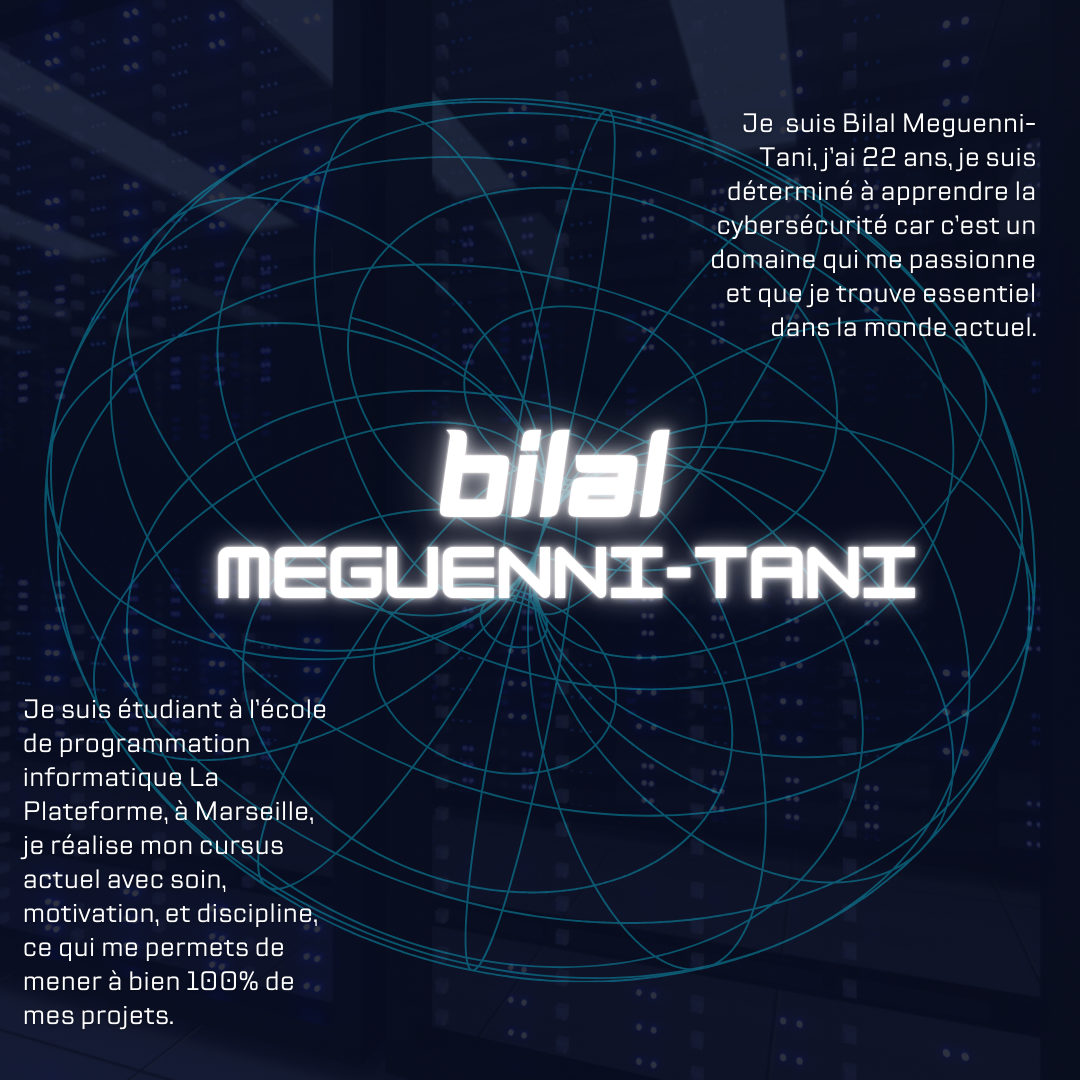 Je suis Bilal Meguenni-
Tani, j'ai 22 ans, je suis
déterminé à apprendre la
cybersécurité car c'est un
domaine qui me passionne
et que je trouve essentiel
dans la monde actuel.
bilal
MEGUENNI-TANI
Je suis étudiant à l'école
de programmation
informatique La
Plateforme, à Marseille,
je réalise mon cursus
actuel avec soin,
motivation, et discipline,
ce qui me permets de
mener à bien 100% de
mes projets.